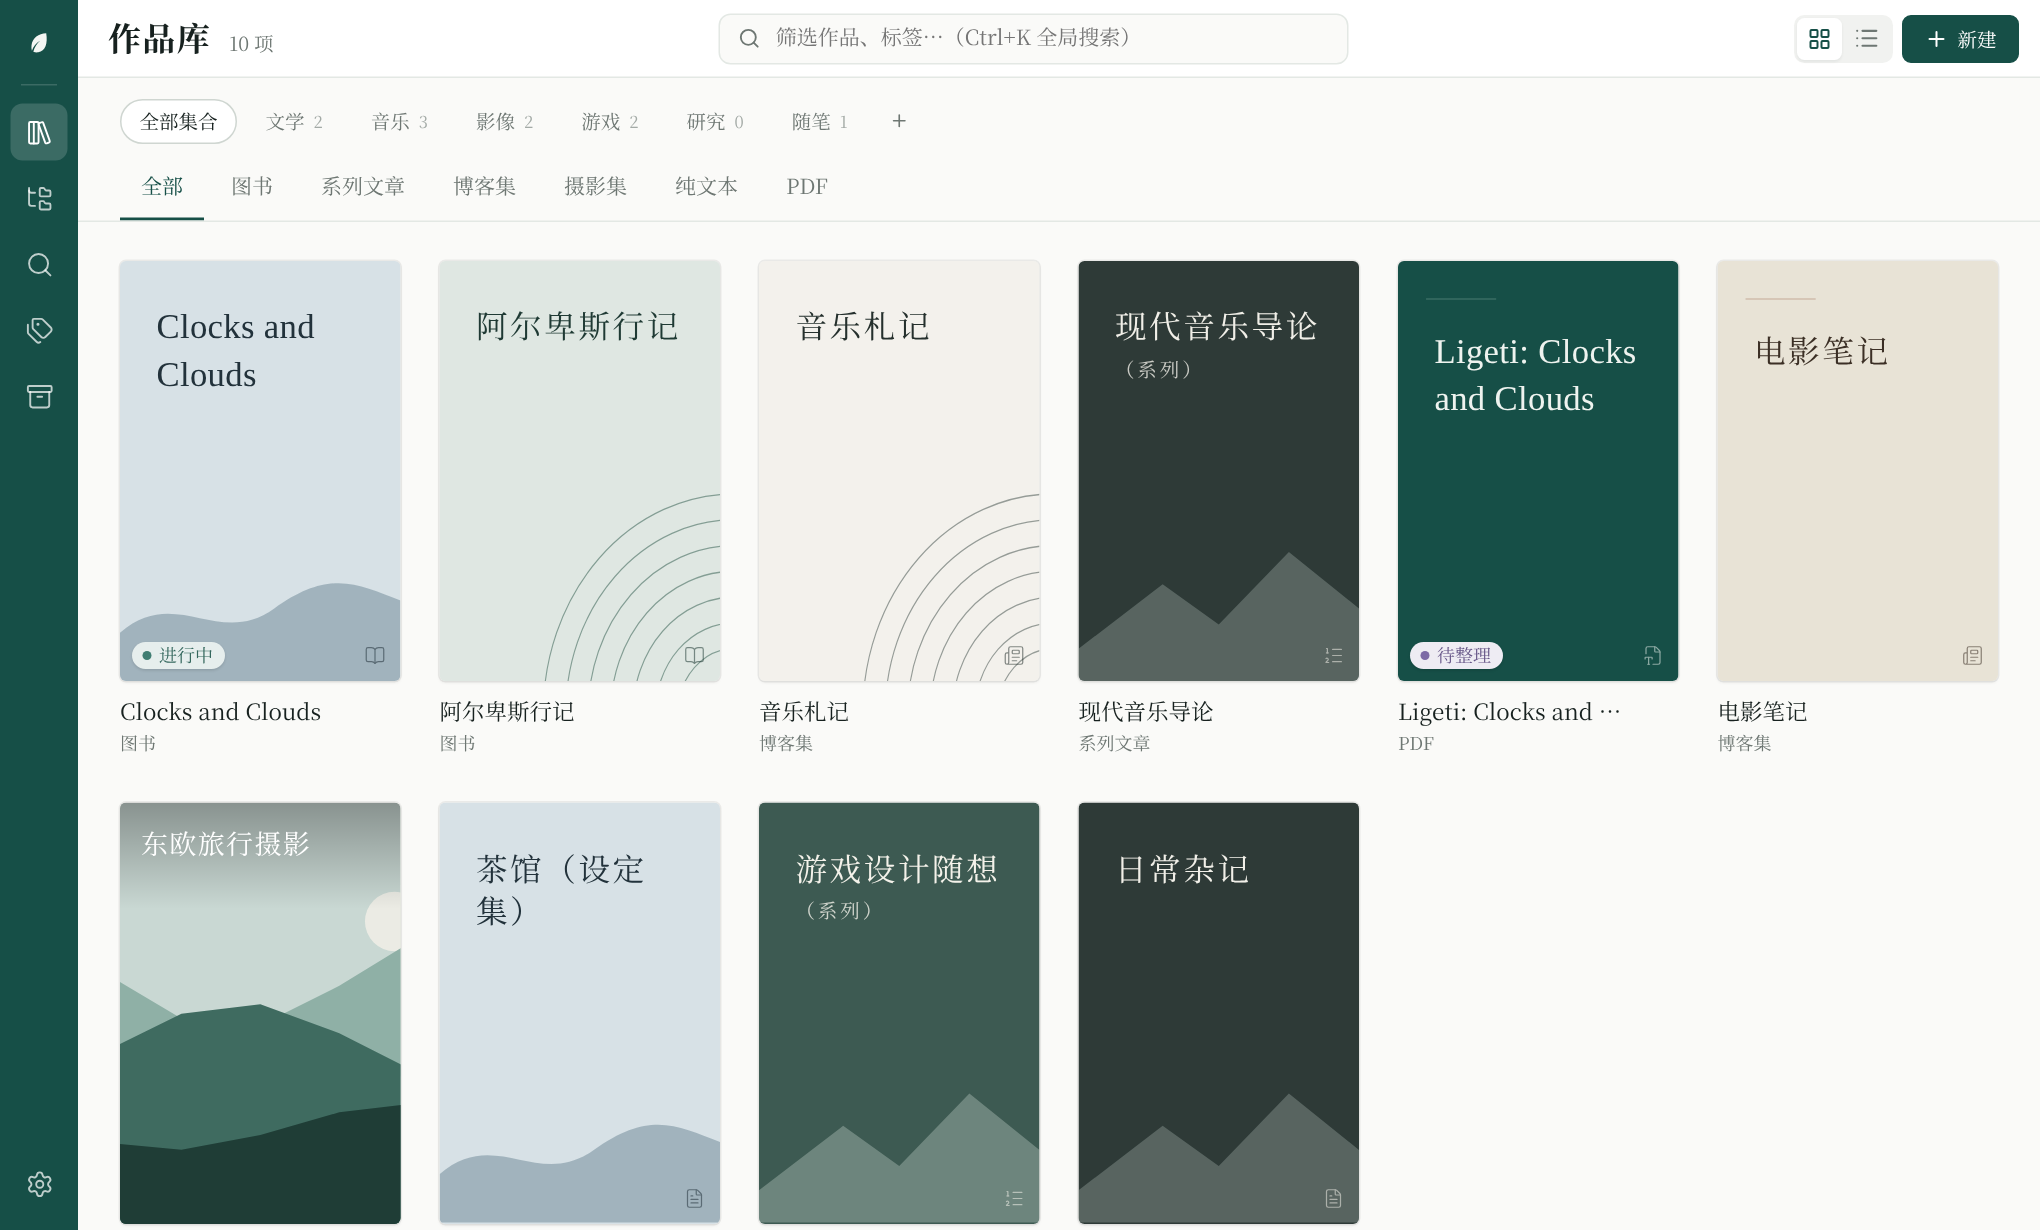 作品库 10 项
筛选作品、标签…（Ctrl+K 全局搜索）
新建
全部集合 文学 2 音乐 3 影像 2 游戏 2 研究 0 随笔 1 +
全部 图书 系列文章 博客集 摄影集 纯文本 PDF
Clocks and
Clouds
进行中
Clocks and Clouds
图书
阿尔卑斯行记
阿尔卑斯行记
图书
音乐札记
音乐札记
博客集
现代音乐导论
（系列）
现代音乐导论
系列文章
Ligeti: Clocks
and Clouds
待整理
Ligeti: Clocks and …
PDF
电影笔记
电影笔记
博客集
东欧旅行摄影
茶馆（设定
集）
游戏设计随想
（系列）
日常杂记